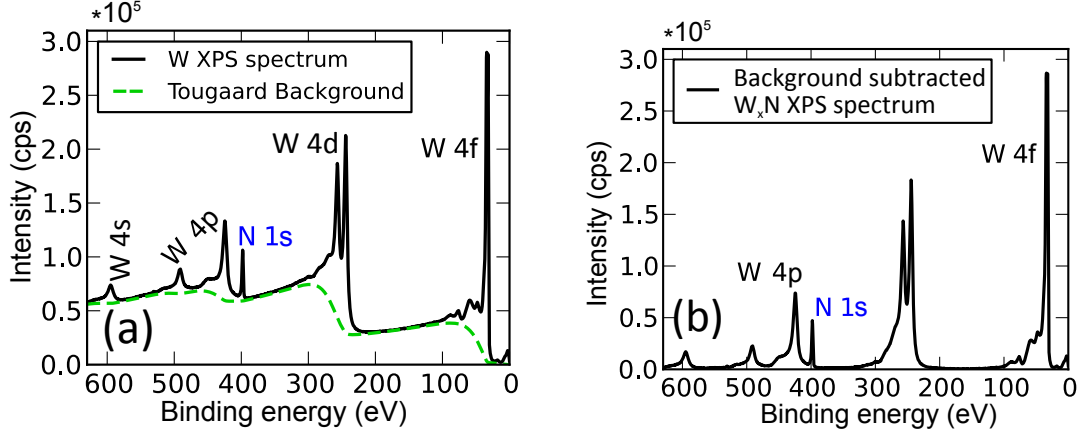 *10⁵
3.0
2.5
2.0
1.5
1.0
0.5
0.0
Intensity (cps)
W XPS spectrum
Tougaard Background
W 4s
W 4p
N 1s
W 4d
W 4f
(a)
600 500 400 300 200 100 0
Binding energy (eV)
*10⁵
3.0
2.5
2.0
1.5
1.0
0.5
0.0
Intensity (cps)
Background subtracted
WₓN XPS spectrum
W 4f
W 4p
N 1s
(b)
600 500 400 300 200 100 0
Binding energy (eV)